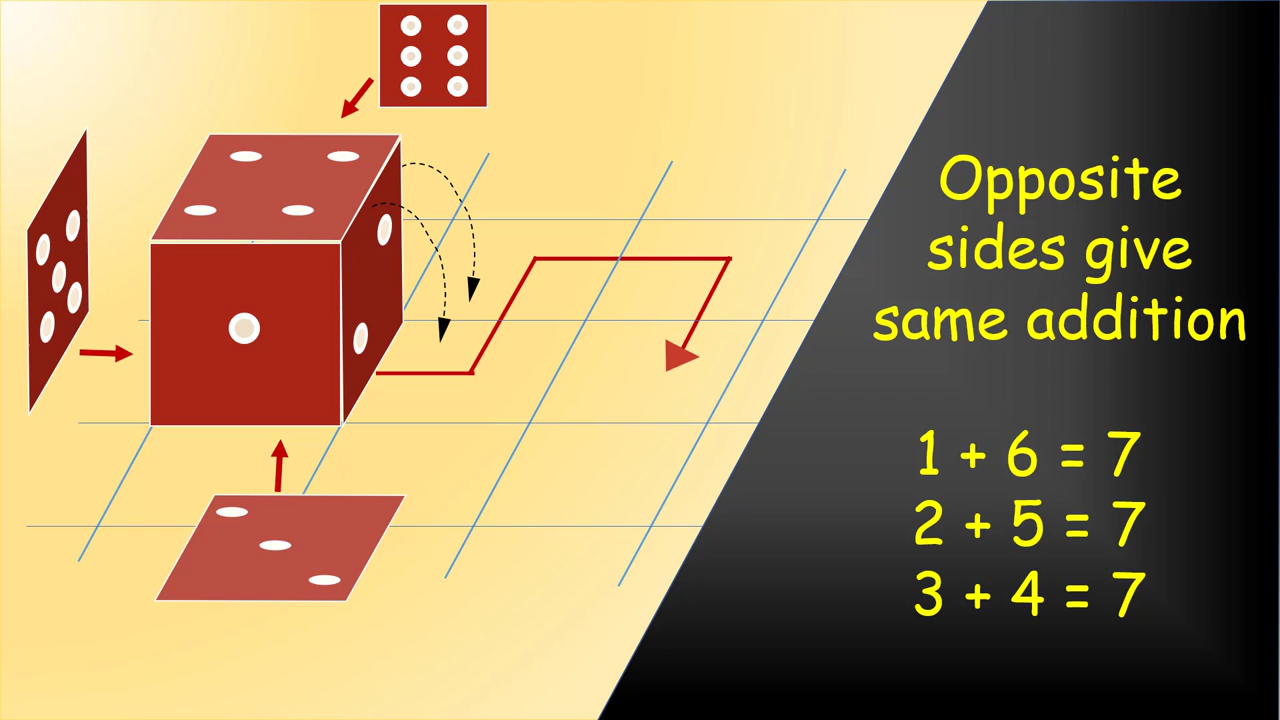 Opposite
sides give
same addition
1 + 6 = 7
2 + 5 = 7
3 + 4 = 7